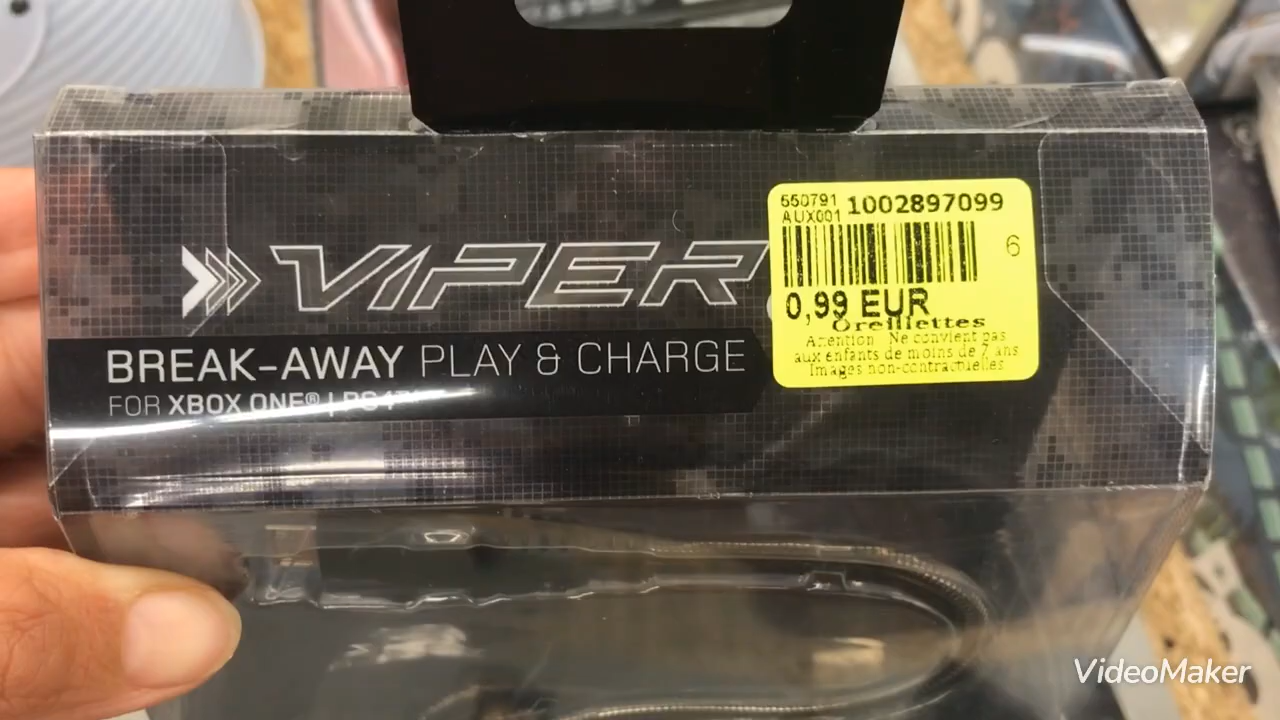 VIPER
BREAK-AWAY PLAY & CHARGE
FOR XBOX ONE® | PS4
550791
AUX001
1002897099
6
0,99 EUR
Oreillettes
Attention Ne convient pas
aux enfants de moins de 7 ans
Images non-contractuelles
VideoMaker